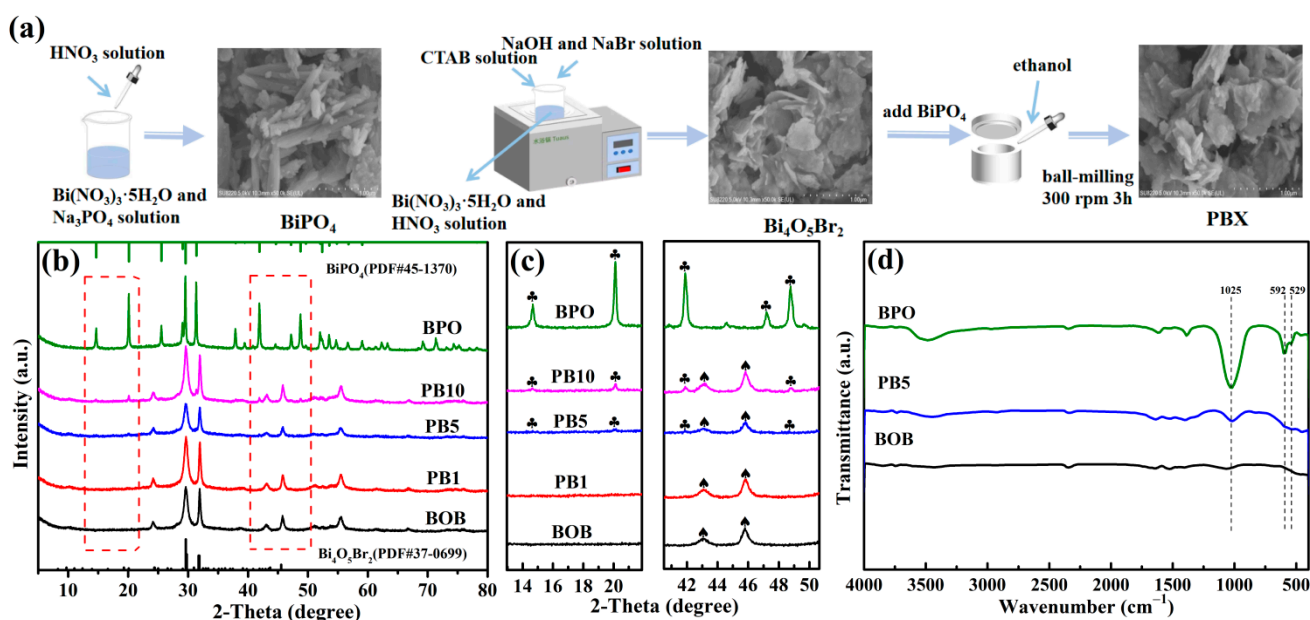 (a)
HNO₃ solution
Bi(NO₃)₃·5H₂O and
Na₃PO₄ solution
BiPO₄
NaOH and NaBr solution
CTAB solution
Bi(NO₃)₃·5H₂O and
HNO₃ solution
Bi₄O₅Br₂
add BiPO₄
ethanol
ball-milling
300 rpm 3h
PBX
(b)
BiPO₄(PDF#45-1370)
BPO
PB10
PB5
PB1
BOB
Bi₄O₅Br₂(PDF#37-0699)
Intensity (a.u.)
10 20 30 40 50 60 70 80
2-Theta (degree)
(c)
♣ ♣ ♣ ♣ ♣
BPO
♣ PB10 ♣ ♣ ♠ ♠ ♣
♣ PB5 ♣ ♣ ♠ ♠ ♣
PB1 ♠ ♠
BOB ♠ ♠
15 20 42 44 46 48 50
2-Theta (degree)
(d)
1025 592 529
BPO
PB5
BOB
Transmittance (a.u.)
4000 3500 3000 2500 2000 1500 1000 500
Wavenumber (cm⁻¹)